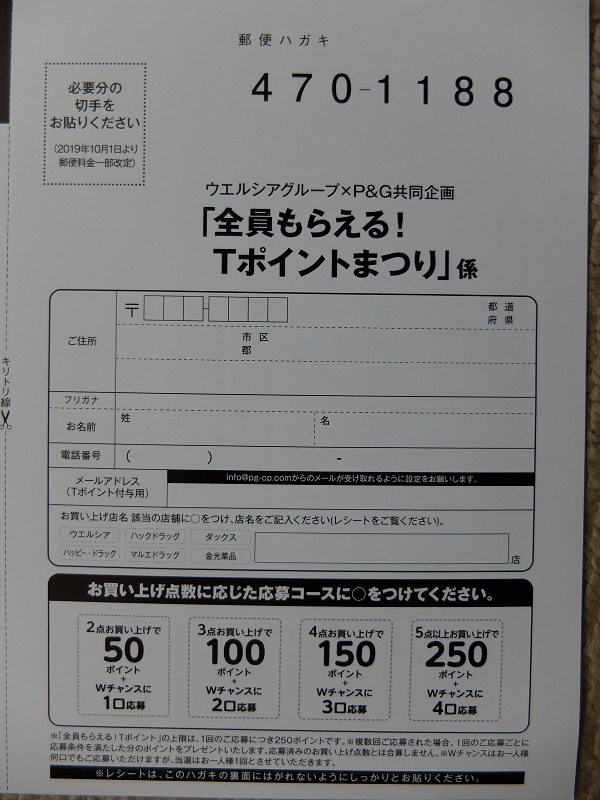 郵便ハガキ
470-1188
必要分の
切手を
お貼りください
(2019年10月1日より
郵便料金一部改定)
ウエルシアグループ×P&G共同企画
「全員もらえる!
Tポイントまつり」係
キリトリ線
ご住所
〒
都道
府県
市区
郡
フリガナ
お名前
姓
名
電話番号
( ) -
メールアドレス
(Tポイント付与用)
info@pg-cp.comからのメールが受け取れるように設定をお願いします。
お買い上げ店名 該当の店舗に○をつけ、店名をご記入ください(レシートをご覧ください)。
ウエルシア ハックドラッグ ダックス
ハッピー・ドラッグ マルエドラッグ 金光薬品
店
お買い上げ点数に応じた応募コースに○をつけてください。
2点お買い上げで
50
ポイント
+
Wチャンスに
1口応募
3点お買い上げで
100
ポイント
+
Wチャンスに
2口応募
4点お買い上げで
150
ポイント
+
Wチャンスに
3口応募
5点以上お買い上げで
250
ポイント
+
Wチャンスに
4口応募
※「全員もらえる!Tポイント」の上限は、1回のご応募につき250ポイントです。※複数回ご応募された場合、1回のご応募ごとに
応募条件を満たした分のポイントをプレゼントいたします。応募済みのお買い上げ点数とは合算しません。※Wチャンスはお一人様
何口でもご応募いただけますが、当選はお一人様1回とさせていただきます。
※レシートは、このハガキの裏面にはがれないようにしっかりとお貼りください。